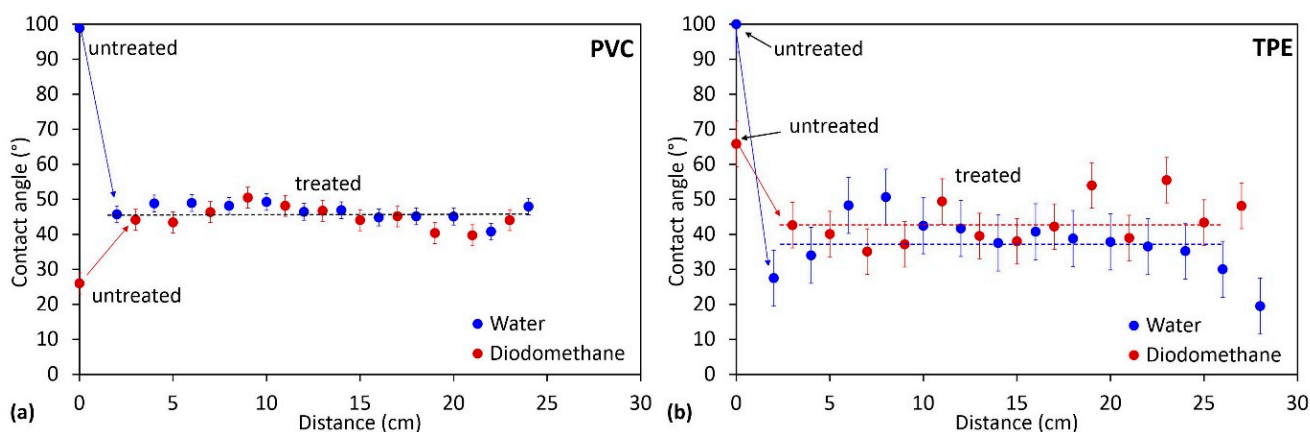 PVC
100
90
80
70
60
50
40
30
20
10
0
Contact angle (°)
untreated
treated
untreated
Water
Diodomethane
0 5 10 15 20 25 30
Distance (cm)
(a)
TPE
100
90
80
70
60
50
40
30
20
10
0
Contact angle (°)
untreated
untreated
treated
Water
Diodomethane
0 5 10 15 20 25 30
Distance (cm)
(b)